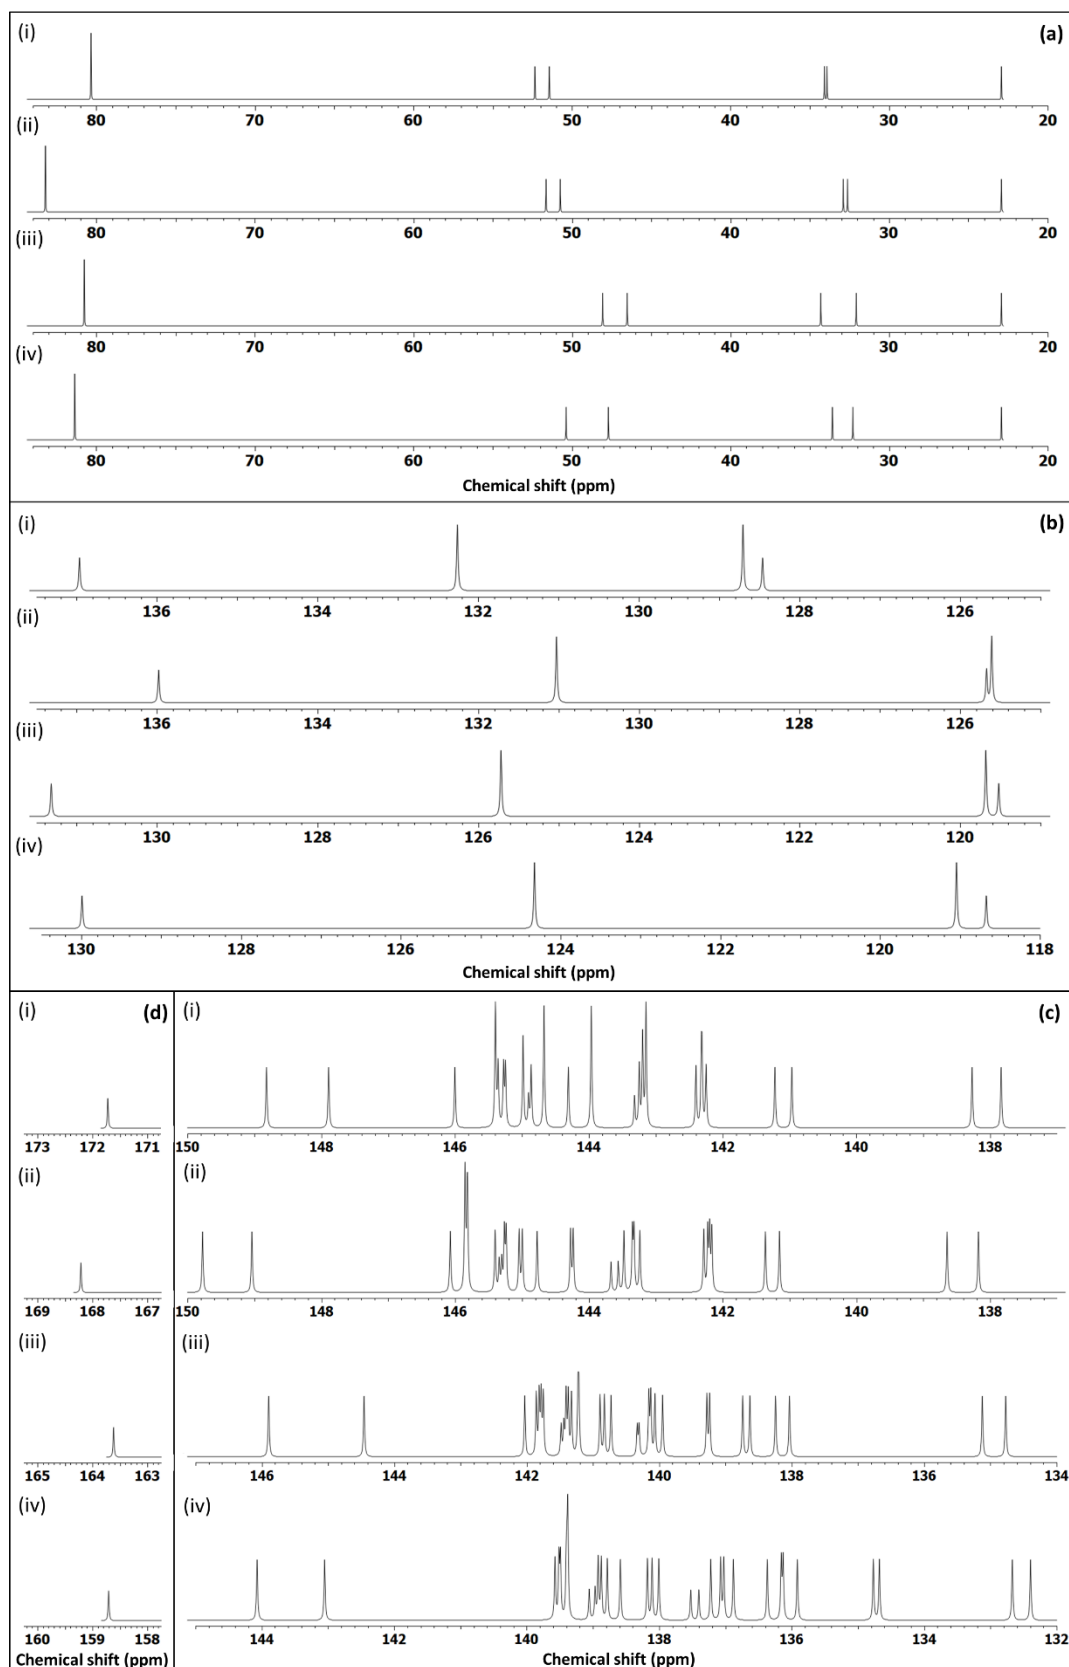 (i) (a)
80 70 60 50 40 30 20
(ii)
80 70 60 50 40 30 20
(iii)
80 70 60 50 40 30 20
(iv)
80 70 60 50 40 30 20
Chemical shift (ppm)
(i) (b)
136 134 132 130 128 126
(ii)
136 134 132 130 128 126
(iii)
130 128 126 124 122 120
(iv)
130 128 126 124 122 120 118
Chemical shift (ppm)
(i) (d) (i) (c)
173 172 171 150 148 146 144 142 140 138
(ii) (ii)
169 168 167 150 148 146 144 142 140 138
(iii) (iii)
165 164 163 146 144 142 140 138 136 134
(iv) (iv)
160 159 158 144 142 140 138 136 134 132
Chemical shift (ppm) Chemical shift (ppm)